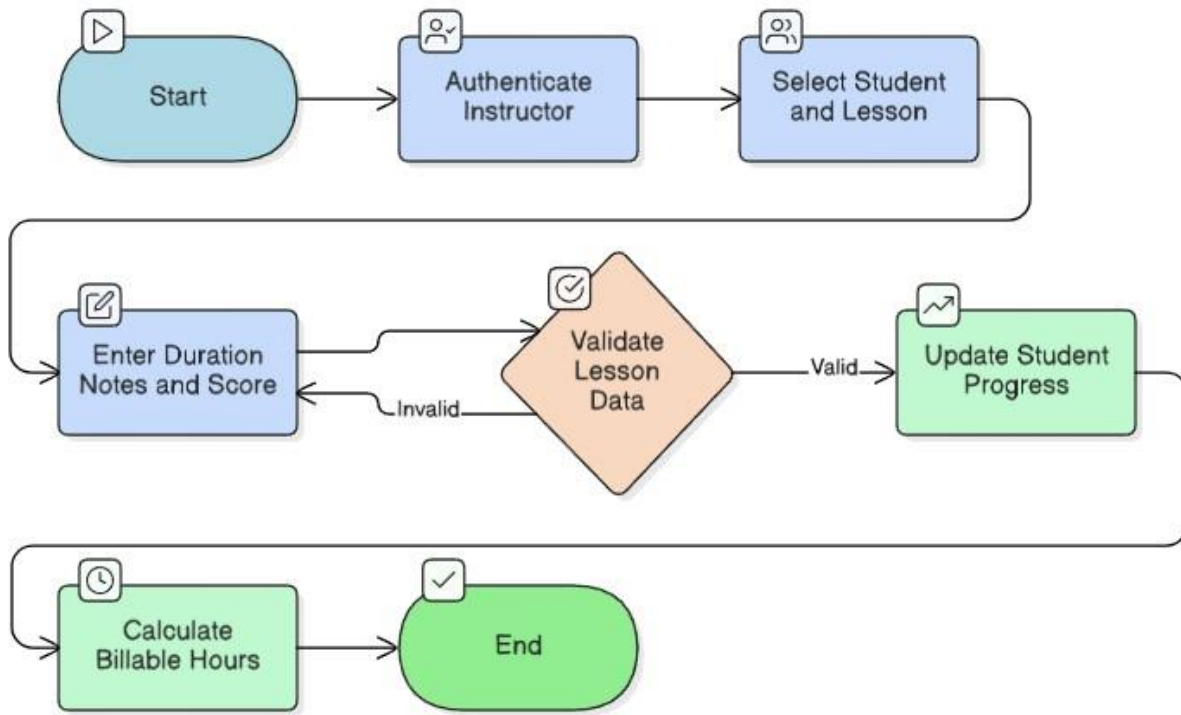 Start
Authenticate
Instructor
Select Student
and Lesson
Enter Duration
Notes and Score
Invalid
Validate
Lesson
Data
Valid
Update Student
Progress
Calculate
Billable Hours
End